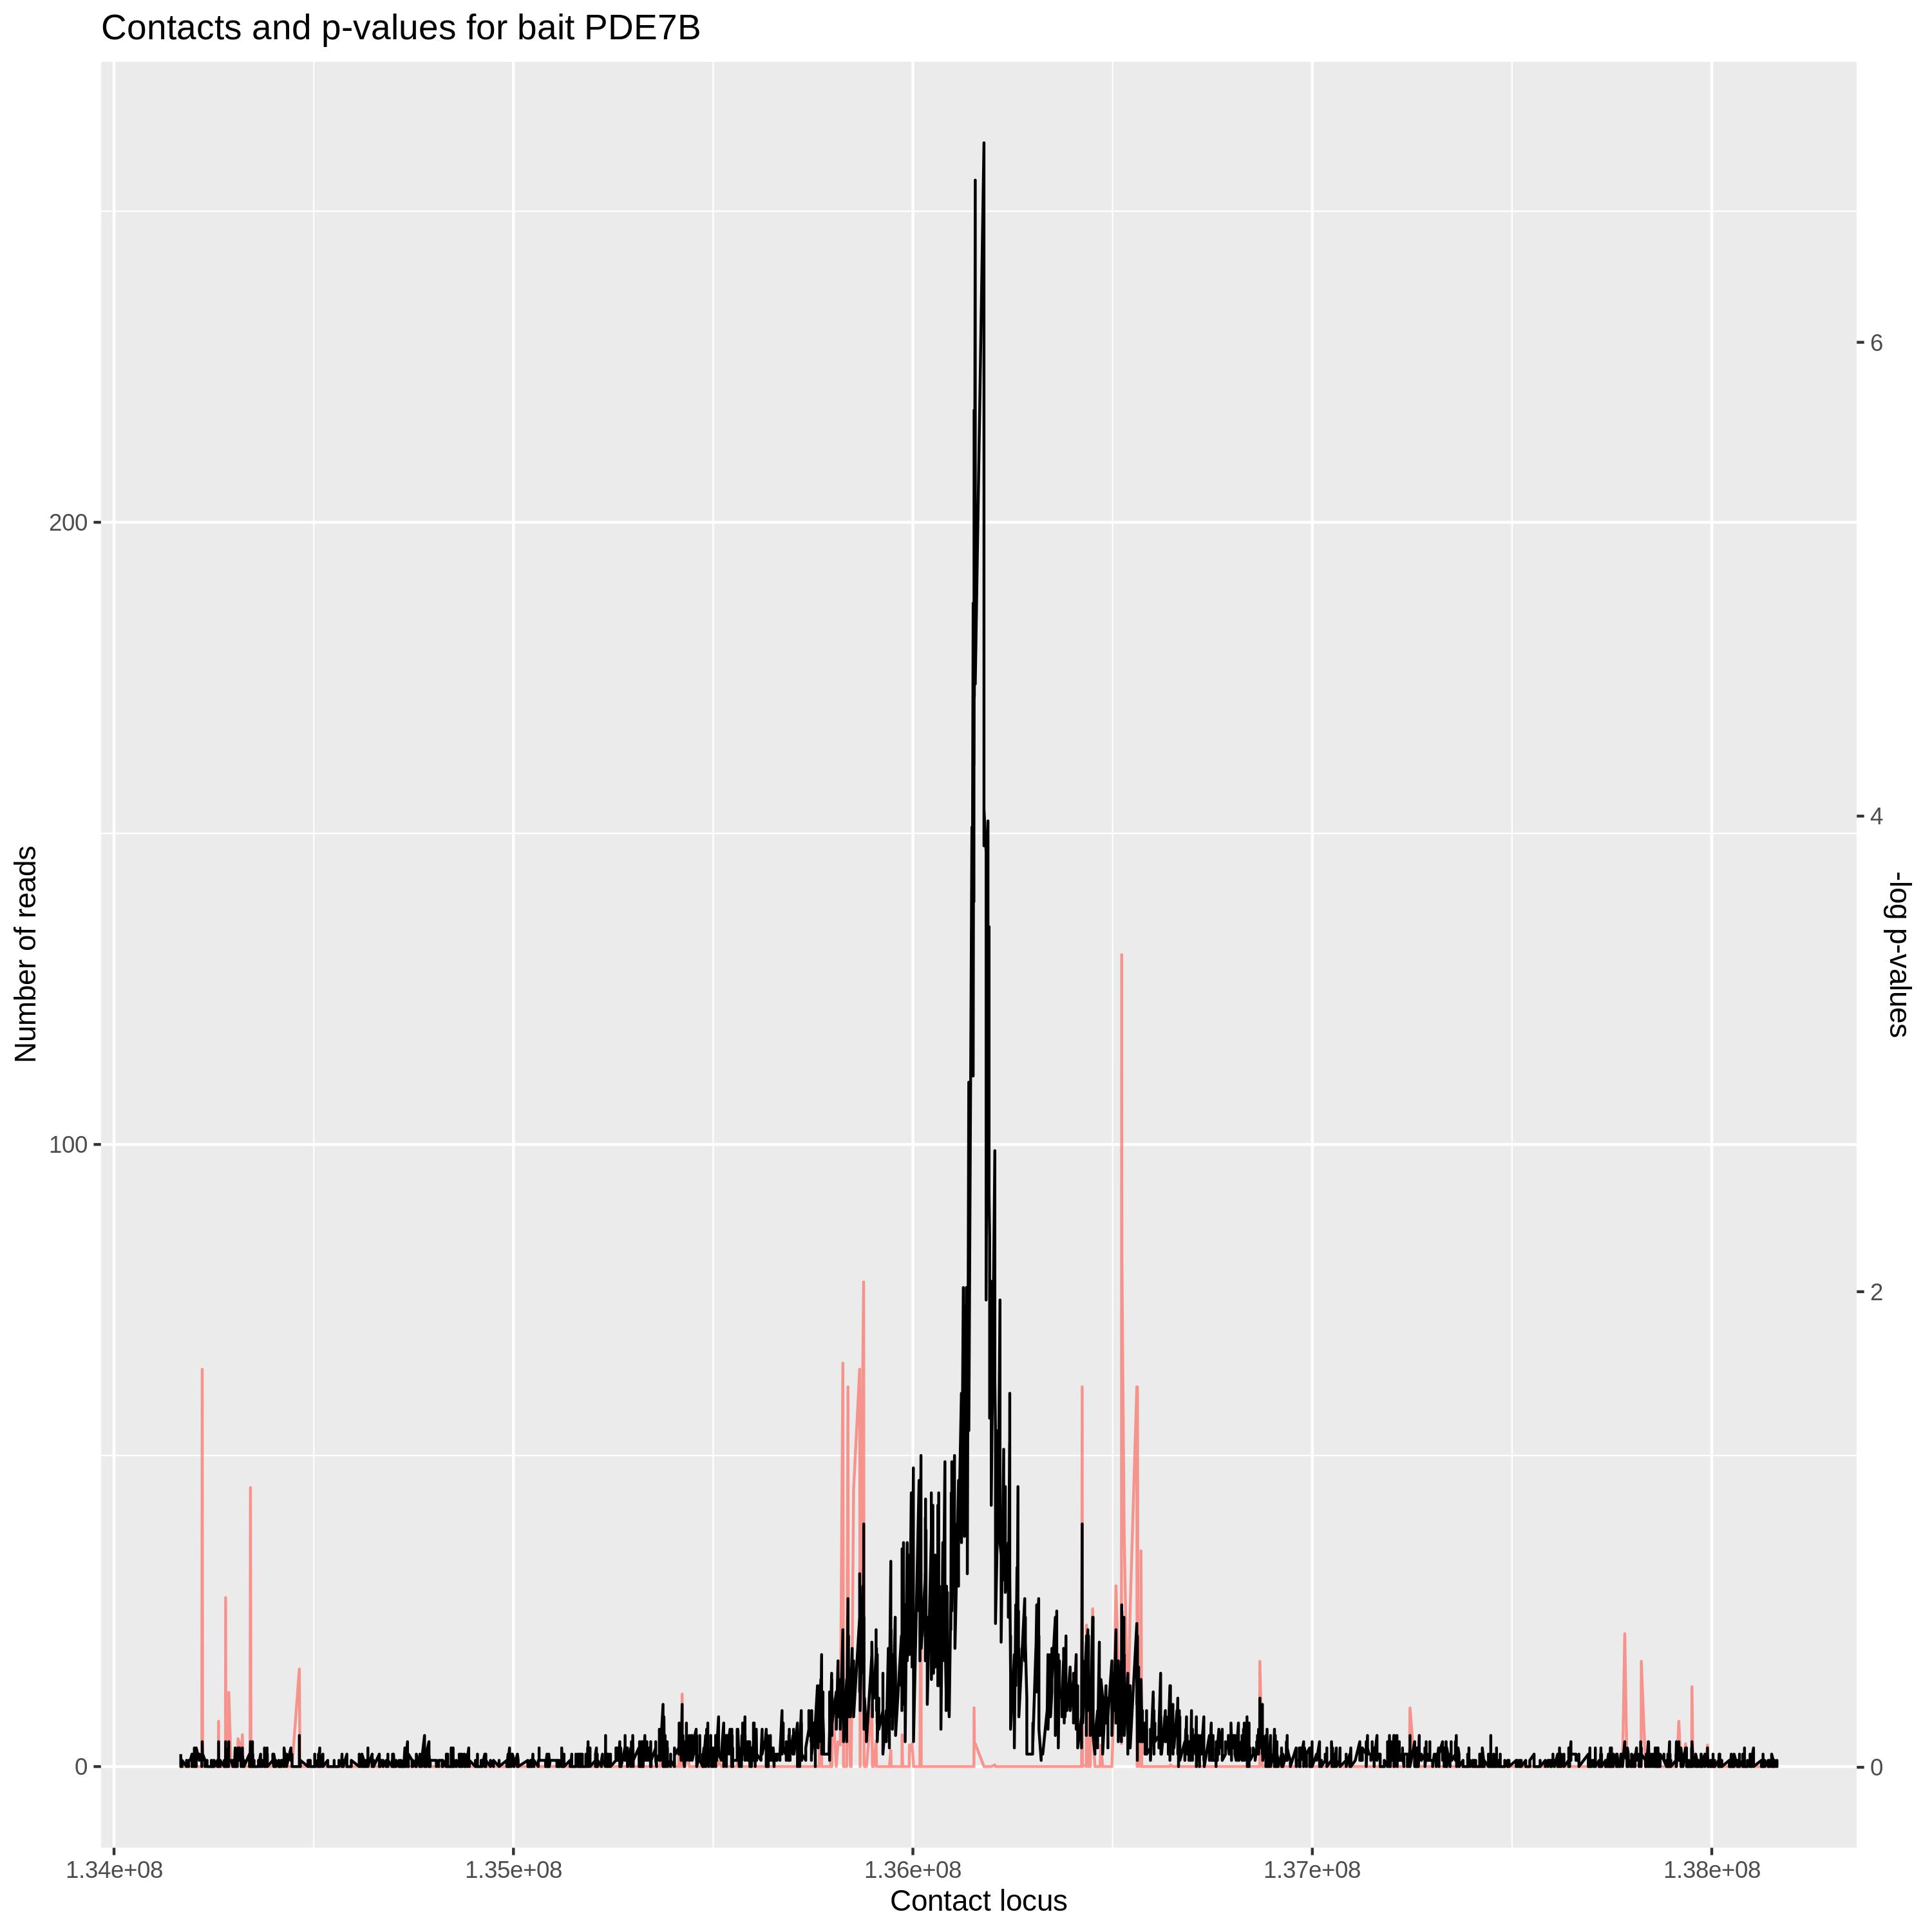 Contacts and p-values for bait PDE7B
Number of reads
200
100
0
6
4
2
0
-log p-values
1.34e+08
1.35e+08
1.36e+08
1.37e+08
1.38e+08
Contact locus